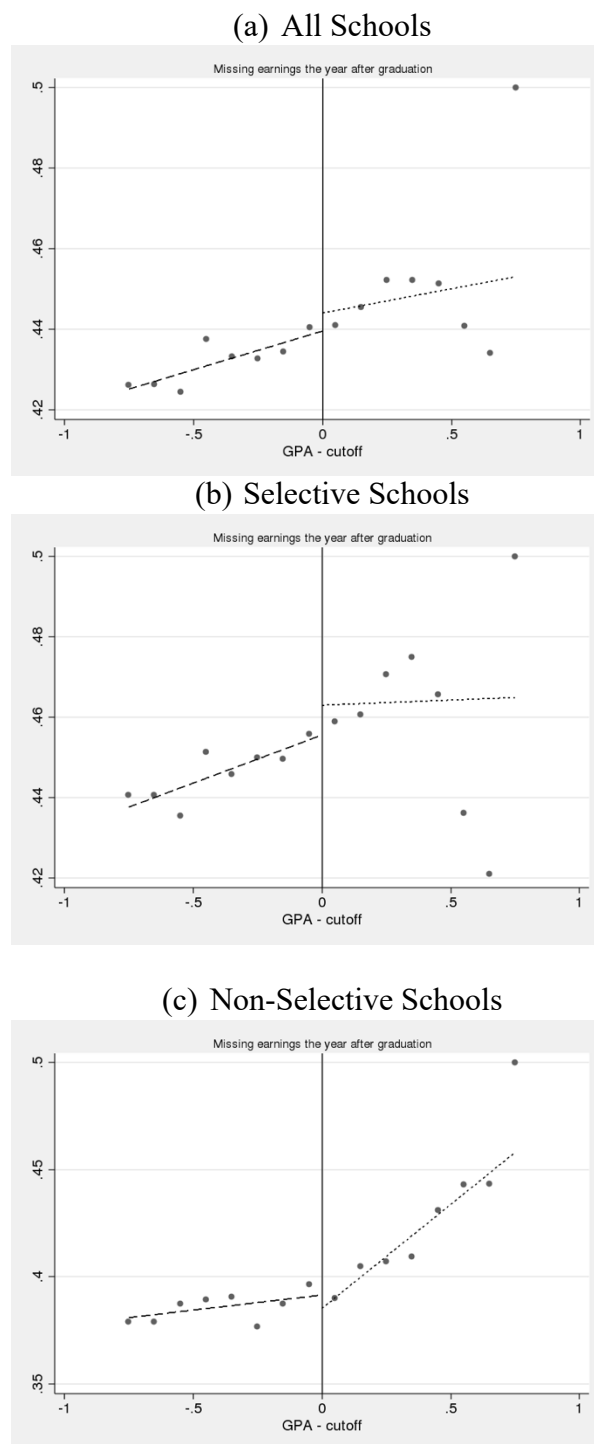 (a) All Schools
Missing earnings the year after graduation
.5
.48
.46
.44
.42
-1 -.5 0 .5 1
GPA - cutoff
(b) Selective Schools
Missing earnings the year after graduation
.5
.48
.46
.44
.42
-1 -.5 0 .5 1
GPA - cutoff
(c) Non-Selective Schools
Missing earnings the year after graduation
.5
.45
.4
.35
-1 -.5 0 .5 1
GPA - cutoff